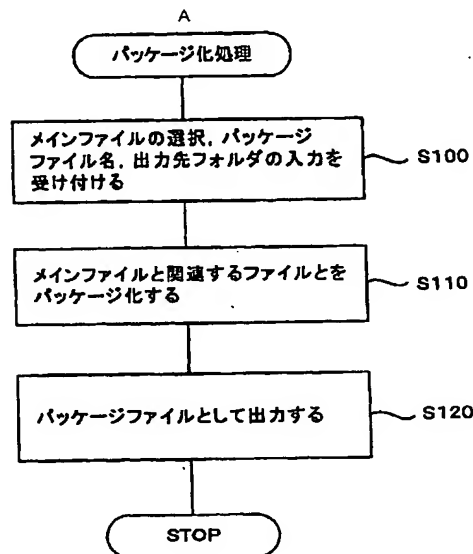 A
パッケージ化処理
メインファイルの選択, パッケージ
ファイル名, 出力先フォルダの入力を
受け付ける
S100
メインファイルと関連するファイルとを
パッケージ化する
S110
パッケージファイルとして出力する
S120
STOP